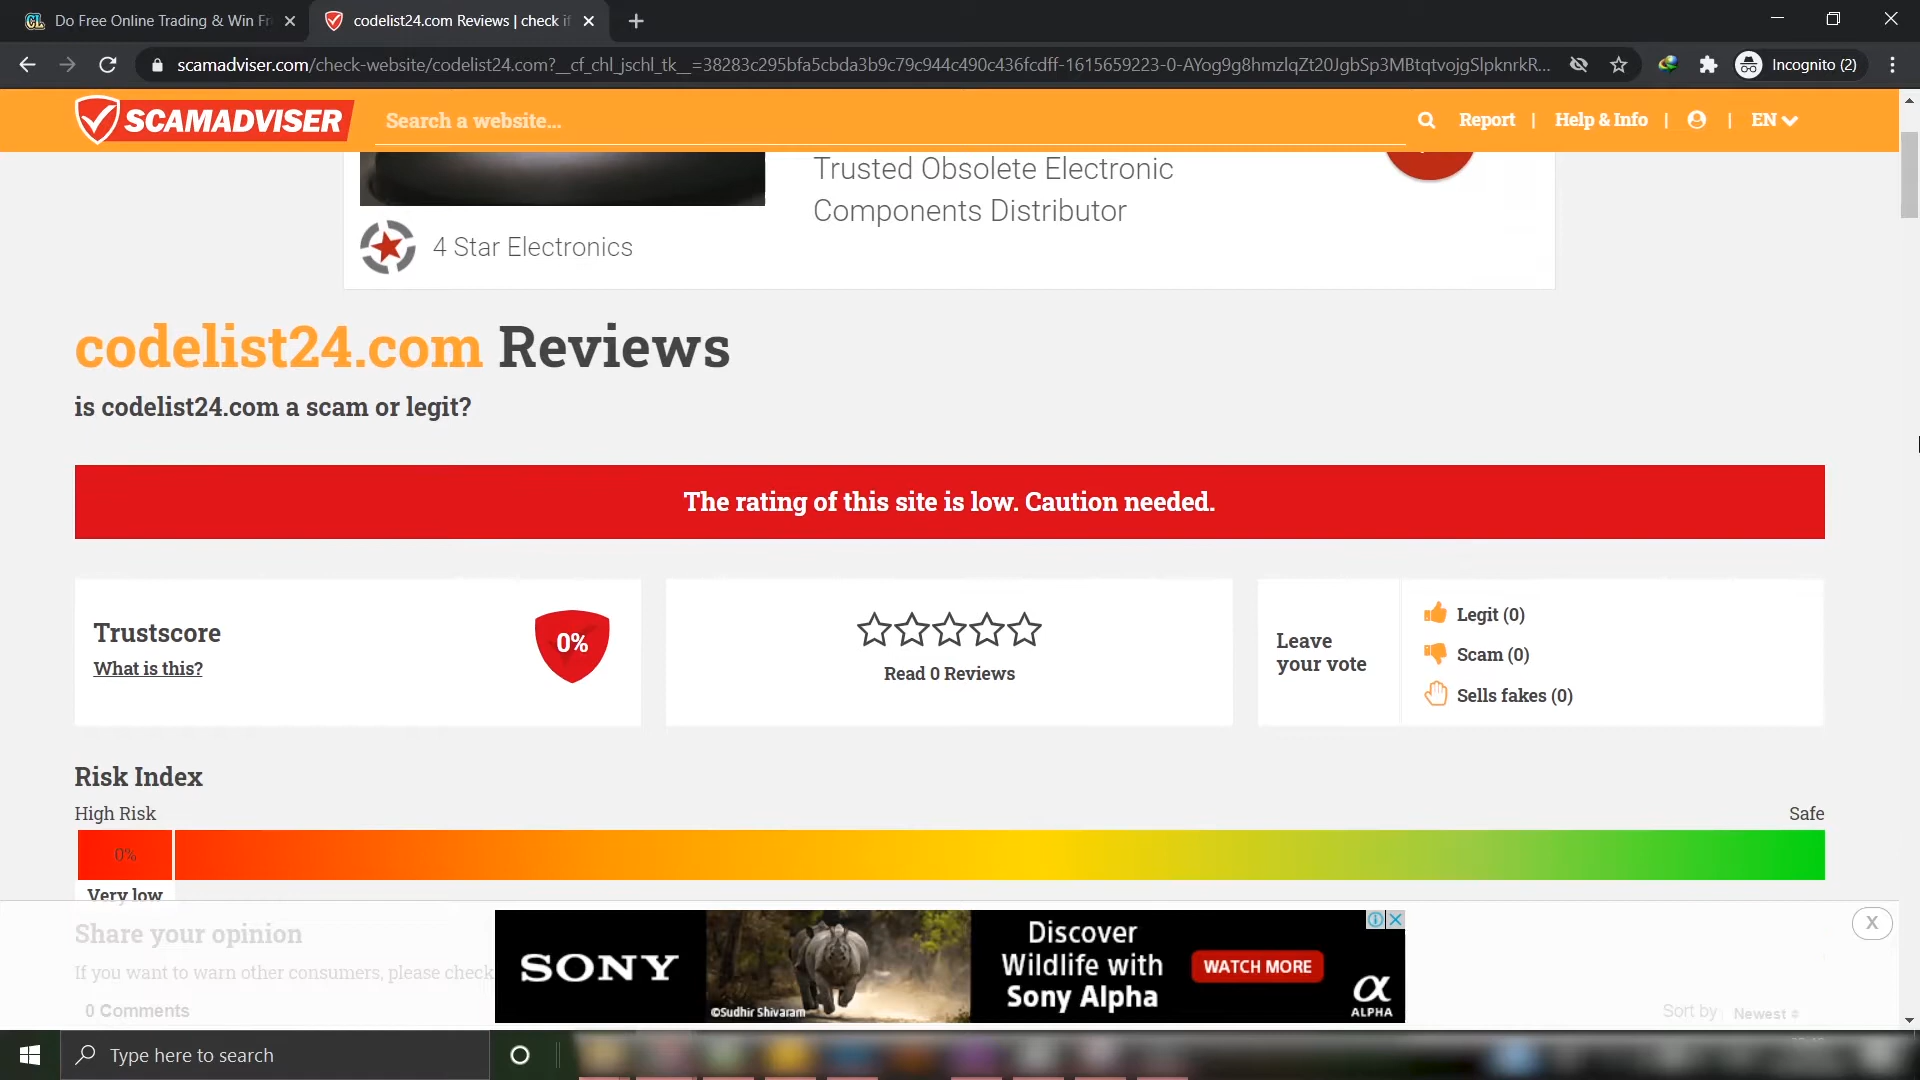 Do Free Online Trading & Win Fr
codelist24.com Reviews | check if
scamadviser.com/check-website/codelist24.com?__cf_chl_jschl_tk__=38283c295bfa5cbda3b9c79c944c490c436fcdff-1615659223-0-AYog9g8hmzlqZt20JgbSp3MBtqtvojgSlpknrkR...
Incognito (2)
SCAMADVISER
Search a website...
Report | Help & Info | | EN
Trusted Obsolete Electronic
Components Distributor
4 Star Electronics
codelist24.com Reviews
is codelist24.com a scam or legit?
The rating of this site is low. Caution needed.
Trustscore
What is this?
0%
Read 0 Reviews
Leave
your vote
Legit (0)
Scam (0)
Sells fakes (0)
Risk Index
High Risk
Safe
0%
Very low
Share your opinion
If you want to warn other consumers, please check
0 Comments
Sort by
Newest
SONY
©Sudhir Shivaram
Discover
Wildlife with
Sony Alpha
WATCH MORE
α
ALPHA
X
Type here to search